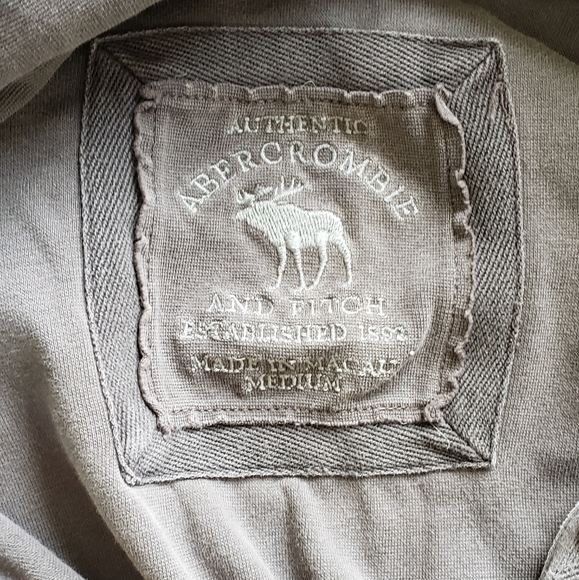 AUTHENTIC
ABERCROMBIE
AND FITCH
ESTABLISHED 1892
MADE IN MACAU
MEDIUM